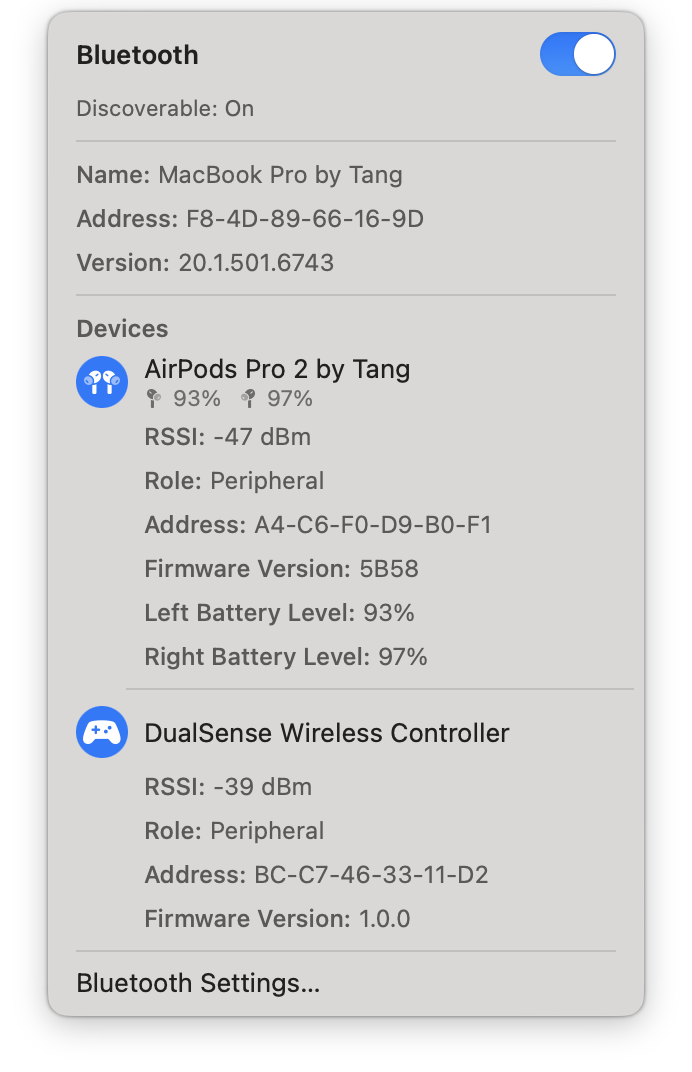 Bluetooth
Discoverable: On
Name: MacBook Pro by Tang
Address: F8-4D-89-66-16-9D
Version: 20.1.501.6743
Devices
AirPods Pro 2 by Tang
93% 97%
RSSI: -47 dBm
Role: Peripheral
Address: A4-C6-F0-D9-B0-F1
Firmware Version: 5B58
Left Battery Level: 93%
Right Battery Level: 97%
DualSense Wireless Controller
RSSI: -39 dBm
Role: Peripheral
Address: BC-C7-46-33-11-D2
Firmware Version: 1.0.0
Bluetooth Settings...